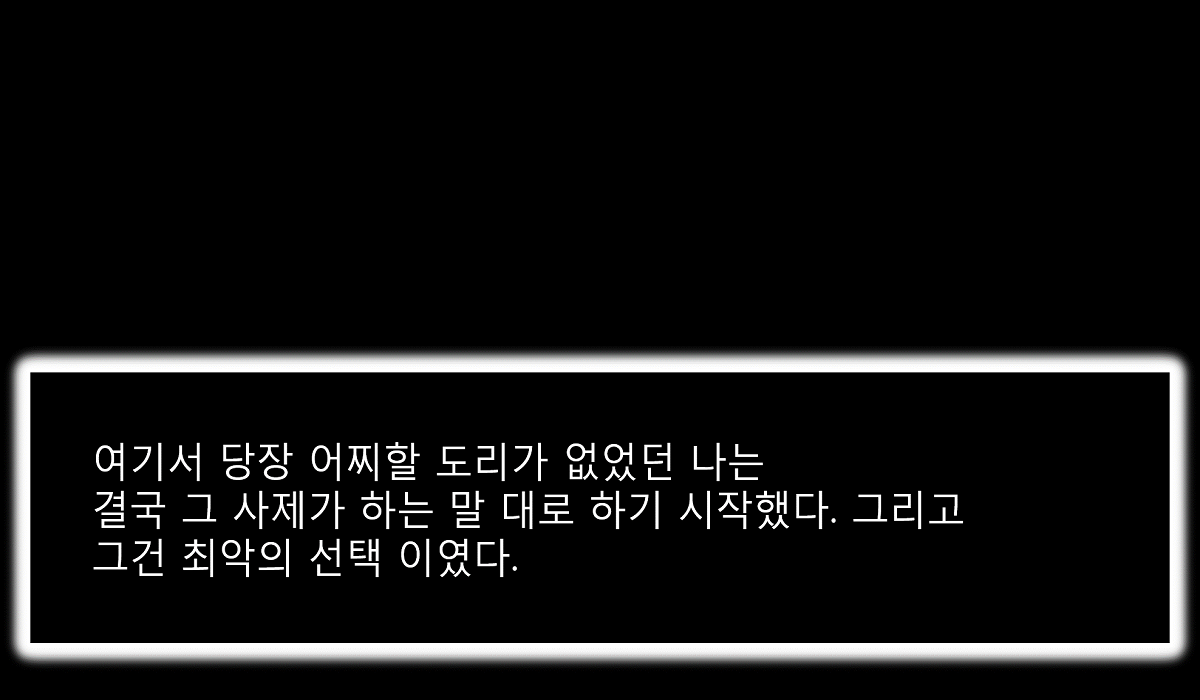 여기서 당장 어찌할 도리가 없었던 나는
결국 그 사제가 하는 말 대로 하기 시작했다. 그리고
그건 최악의 선택 이였다.